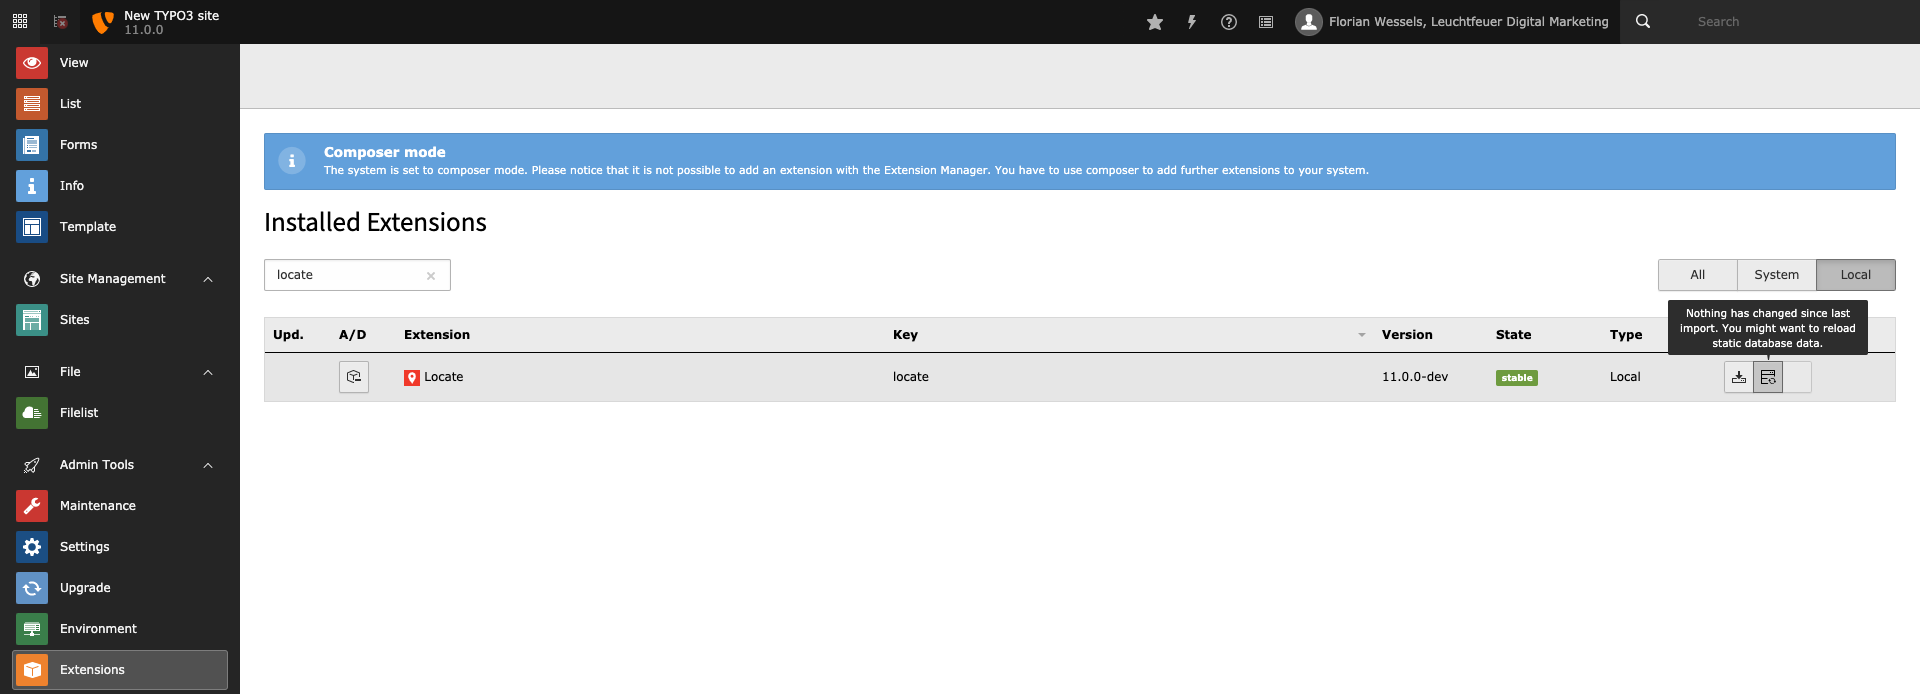 New TYPO3 site
11.0.0
Florian Wessels, Leuchtfeuer Digital Marketing
Search
View
List
Forms
Info
Template
Site Management
Sites
File
Filelist
Admin Tools
Maintenance
Settings
Upgrade
Environment
Extensions
Composer mode
The system is set to composer mode. Please notice that it is not possible to add an extension with the Extension Manager. You have to use composer to add further extensions to your system.
Installed Extensions
locate
All System Local
Nothing has changed since last
import. You might want to reload
static database data.
Upd. A/D Extension Key Version State Type
Locate locate 11.0.0-dev stable Local